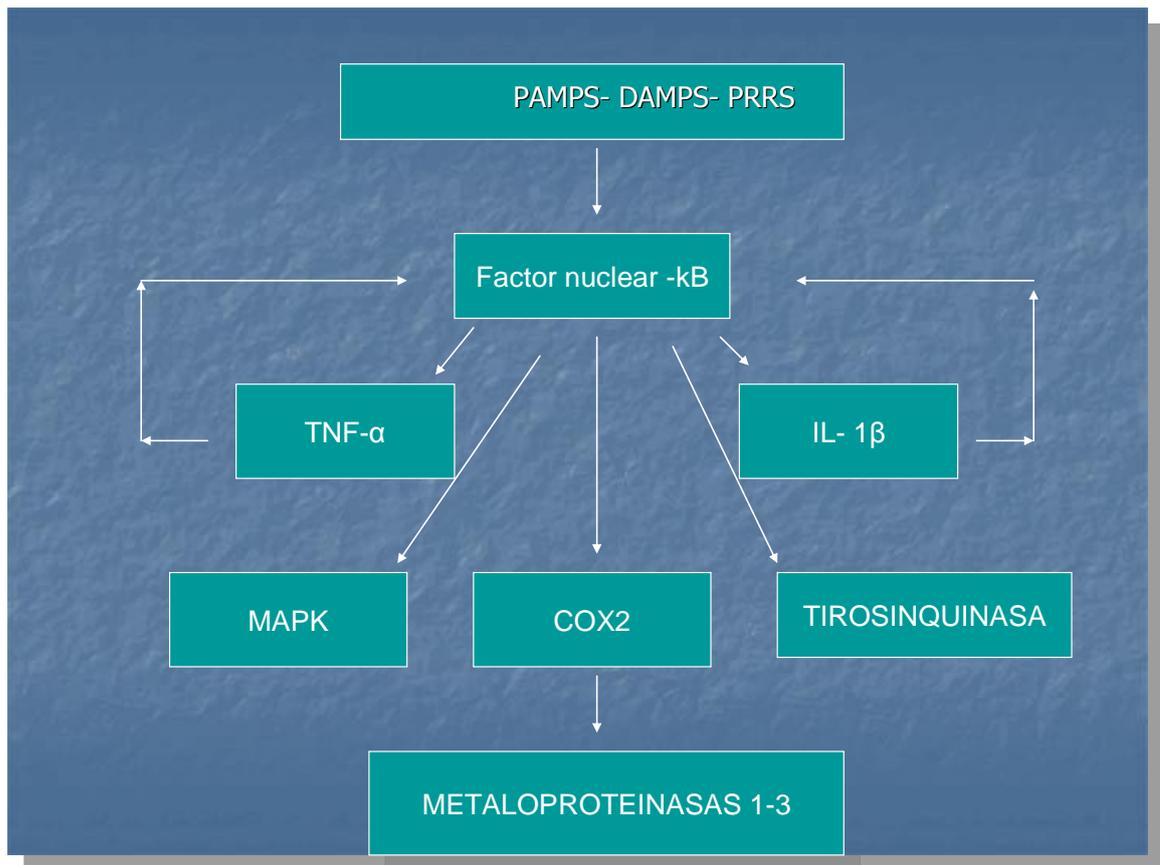 PAMPS- DAMPS- PRRS
Factor nuclear -kB
TNF-α
IL- 1β
MAPK
COX2
TIROSINQUINASA
METALOPROTEINASAS 1-3